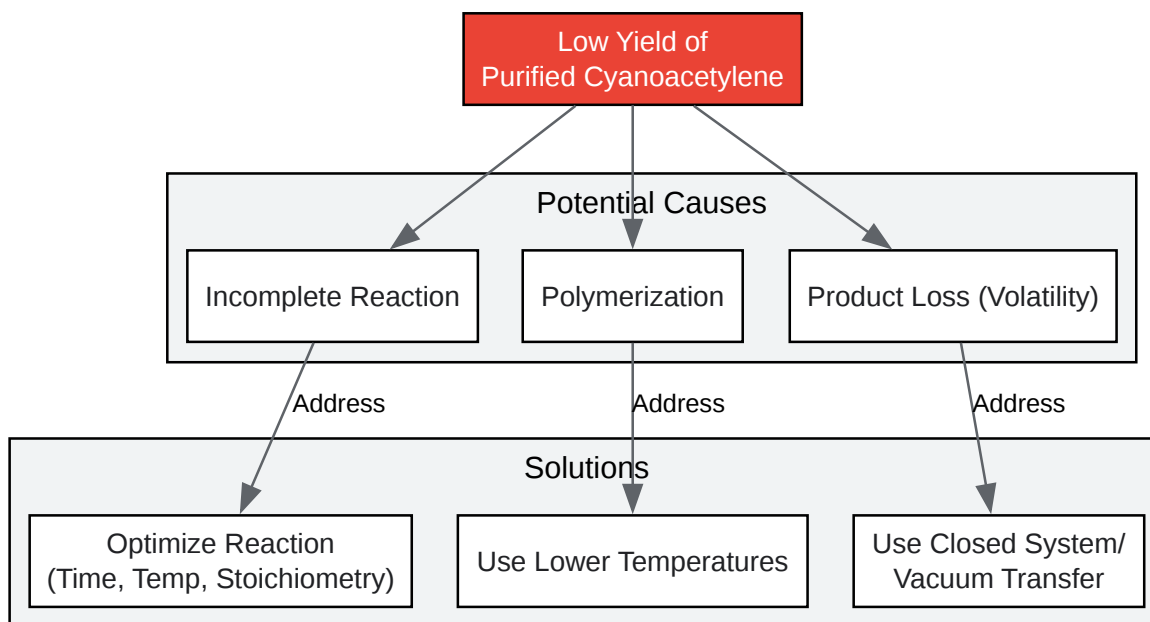 Low Yield of
Purified Cyanoacetylene
Potential Causes
Incomplete Reaction
Polymerization
Product Loss (Volatility)
Address
Address
Address
Solutions
Optimize Reaction
(Time, Temp, Stoichiometry)
Use Lower Temperatures
Use Closed System/
Vacuum Transfer